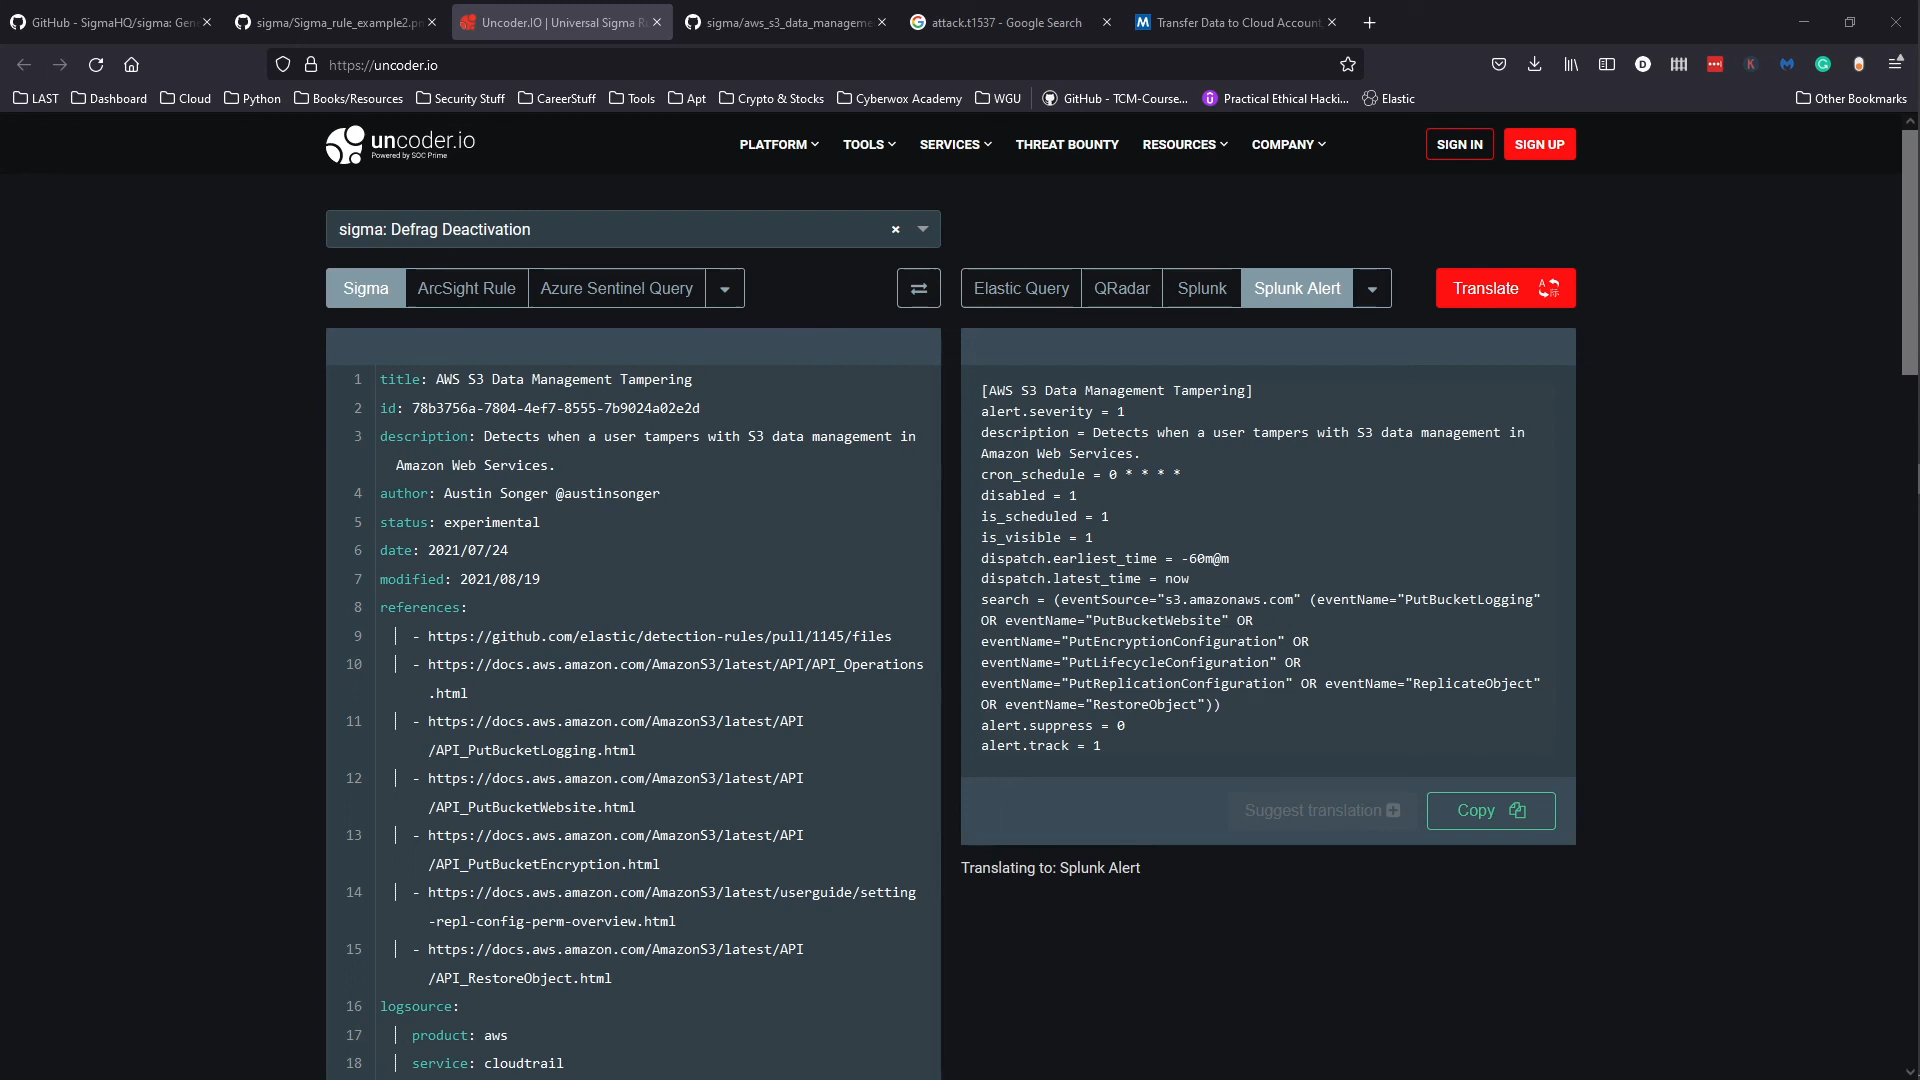 GitHub - SigmaHQ/sigma: Gen
sigma/Sigma_rule_example2.pn
Uncoder.IO | Universal Sigma R
sigma/aws_s3_data_manageme
attack.t1537 - Google Search
Transfer Data to Cloud Account,
https://uncoder.io
LAST
Dashboard
Cloud
Python
Books/Resources
Security Stuff
CareerStuff
Tools
Apt
Crypto & Stocks
Cyberwox Academy
WGU
GitHub - TCM-Course...
Practical Ethical Hacki...
Elastic
Other Bookmarks
uncoder.io
Powered by SOC Prime
PLATFORM
TOOLS
SERVICES
THREAT BOUNTY
RESOURCES
COMPANY
SIGN IN
SIGN UP
sigma: Defrag Deactivation
Sigma
ArcSight Rule
Azure Sentinel Query
Elastic Query
QRadar
Splunk
Splunk Alert
Translate
1 title: AWS S3 Data Management Tampering
2 id: 78b3756a-7804-4ef7-8555-7b9024a02e2d
3 description: Detects when a user tampers with S3 data management in
Amazon Web Services.
4 author: Austin Songer @austinsonger
5 status: experimental
6 date: 2021/07/24
7 modified: 2021/08/19
8 references:
9 - https://github.com/elastic/detection-rules/pull/1145/files
10 - https://docs.aws.amazon.com/AmazonS3/latest/API/API_Operations
.html
11 - https://docs.aws.amazon.com/AmazonS3/latest/API
/API_PutBucketLogging.html
12 - https://docs.aws.amazon.com/AmazonS3/latest/API
/API_PutBucketWebsite.html
13 - https://docs.aws.amazon.com/AmazonS3/latest/API
/API_PutBucketEncryption.html
14 - https://docs.aws.amazon.com/AmazonS3/latest/userguide/setting
-repl-config-perm-overview.html
15 - https://docs.aws.amazon.com/AmazonS3/latest/API
/API_RestoreObject.html
16 logsource:
17 product: aws
18 service: cloudtrail
[AWS S3 Data Management Tampering]
alert.severity = 1
description = Detects when a user tampers with S3 data management in
Amazon Web Services.
cron_schedule = 0 * * * *
disabled = 1
is_scheduled = 1
is_visible = 1
dispatch.earliest_time = -60m@m
dispatch.latest_time = now
search = (eventSource="s3.amazonaws.com" (eventName="PutBucketLogging"
OR eventName="PutBucketWebsite" OR
eventName="PutEncryptionConfiguration" OR
eventName="PutLifecycleConfiguration" OR
eventName="PutReplicationConfiguration" OR eventName="ReplicateObject"
OR eventName="RestoreObject"))
alert.suppress = 0
alert.track = 1
Suggest translation
Copy
Translating to: Splunk Alert